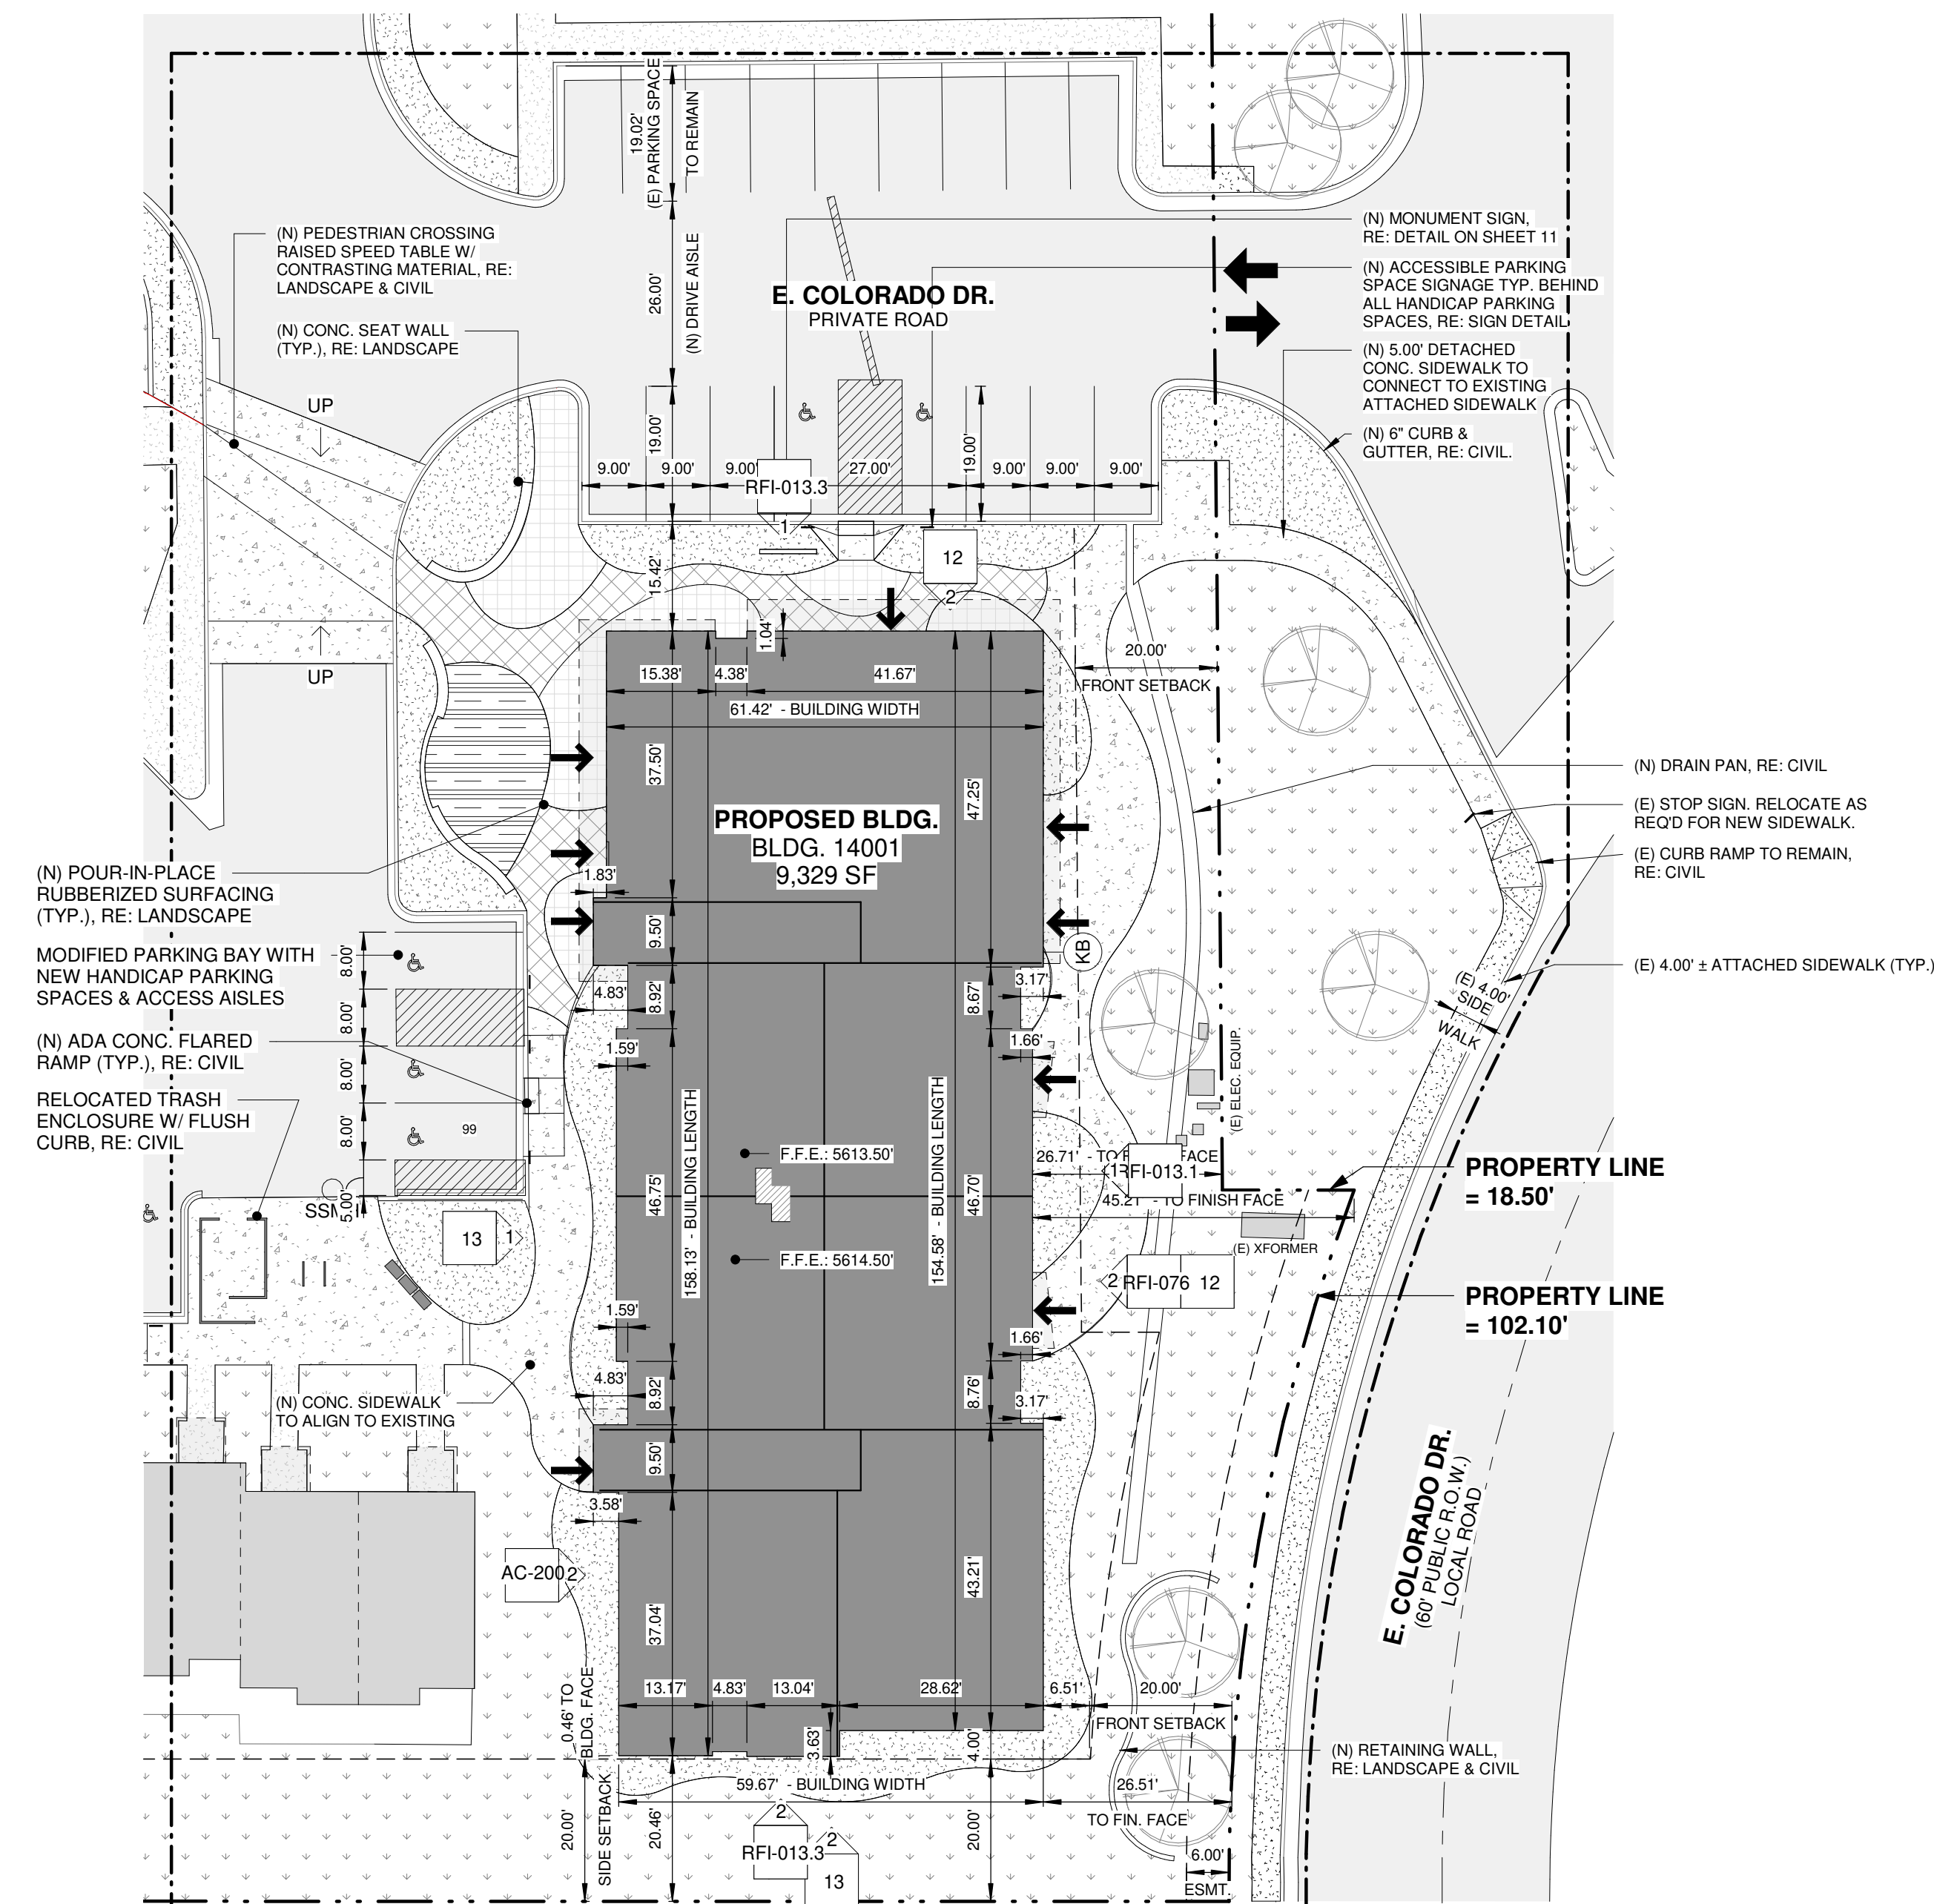 19.02'
(E) PARKING SPACE
TO REMAIN
26.00'
(N) DRIVE AISLE
(N) PEDESTRIAN CROSSING
RAISED SPEED TABLE W/
CONTRASTING MATERIAL, RE:
LANDSCAPE & CIVIL
(N) CONC. SEAT WALL
(TYP.), RE: LANDSCAPE
E. COLORADO DR.
PRIVATE ROAD
(N) MONUMENT SIGN,
RE: DETAIL ON SHEET 11
(N) ACCESSIBLE PARKING
SPACE SIGNAGE TYP. BEHIND
ALL HANDICAP PARKING
SPACES, RE: SIGN DETAIL
(N) 5.00' DETACHED
CONC. SIDEWALK TO
CONNECT TO EXISTING
ATTACHED SIDEWALK
(N) 6" CURB &
GUTTER, RE: CIVIL.
UP
UP
19.00'
19.00'
9.00'
9.00'
9.00'
27.00'
9.00'
9.00'
9.00'
RFI-013.3
1
12
2
15.42'
1.04'
15.38'
4.38'
41.67'
61.42' - BUILDING WIDTH
20.00'
FRONT SETBACK
37.50'
47.25'
PROPOSED BLDG.
BLDG. 14001
9,329 SF
(N) DRAIN PAN, RE: CIVIL
(E) STOP SIGN. RELOCATE AS
REQ'D FOR NEW SIDEWALK.
(E) CURB RAMP TO REMAIN,
RE: CIVIL
(E) 4.00' ± ATTACHED SIDEWALK (TYP.)
(E) 4.00'
SIDE
WALK
(N) POUR-IN-PLACE
RUBBERIZED SURFACING
(TYP.), RE: LANDSCAPE
MODIFIED PARKING BAY WITH
NEW HANDICAP PARKING
SPACES & ACCESS AISLES
(N) ADA CONC. FLARED
RAMP (TYP.), RE: CIVIL
RELOCATED TRASH
ENCLOSURE W/ FLUSH
CURB, RE: CIVIL
8.00'
8.00'
8.00'
8.00'
5.00'
99
1.83'
9.50'
KB
4.83'
8.92'
8.67'
3.17'
1.59'
1.66'
158.13' - BUILDING LENGTH
154.58' - BUILDING LENGTH
(E) ELEC. EQUIP.
F.F.E.: 5613.50'
26.71' - TO
FACE
1
RFI-013.1
45.21' - TO FINISH FACE
PROPERTY LINE
= 18.50'
46.75'
46.70'
13
1
F.F.E.: 5614.50'
(E) XFORMER
2
RFI-076
12
PROPERTY LINE
= 102.10'
1.59'
1.66'
4.83'
8.92'
8.76'
3.17'
(N) CONC. SIDEWALK
TO ALIGN TO EXISTING
9.50'
3.58'
E. COLORADO DR.
(60' PUBLIC R.O.W.)
LOCAL ROAD
AC-200
2
37.04'
43.21'
0.46' TO
BLDG. FACE
13.17'
4.83'
13.04'
28.62'
6.51'
20.00'
FRONT SETBACK
3.63'
4.00'
(N) RETAINING WALL,
RE: LANDSCAPE & CIVIL
59.67' - BUILDING WIDTH
26.51'
TO FIN. FACE
20.00'
SIDE SETBACK
20.46'
20.00'
2
RFI-013.3
2
13
6.00'
ESMT.